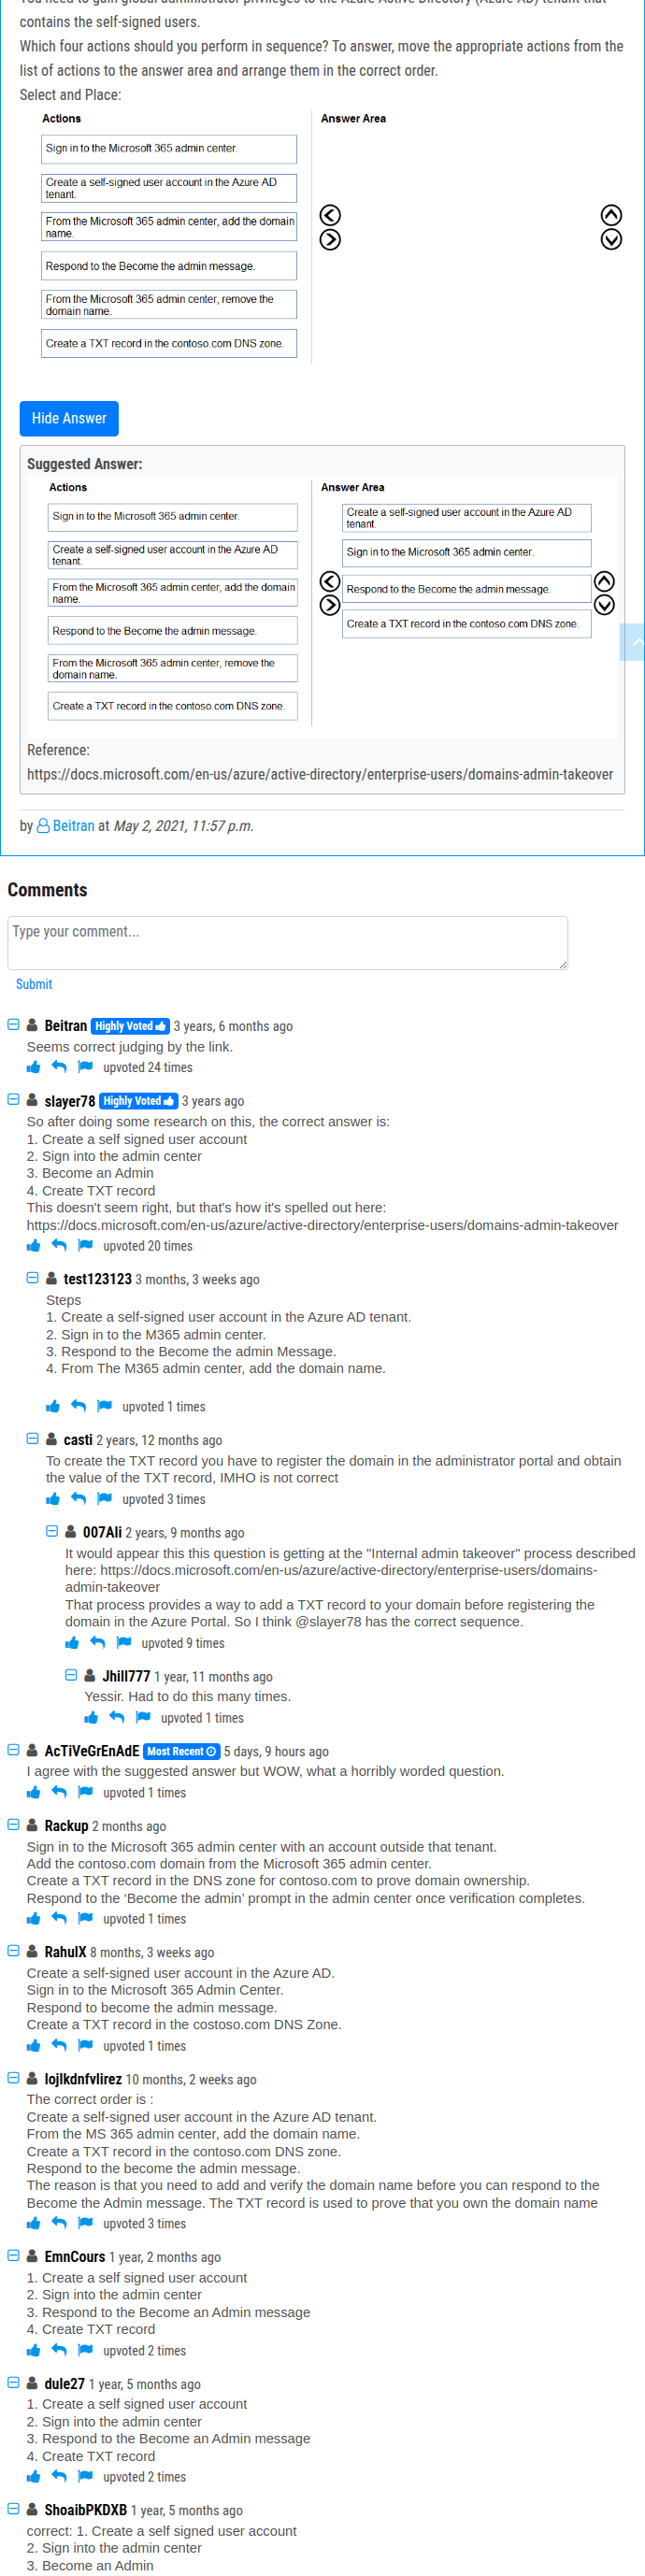 You need to gain global administrator privileges to the Azure Active Directory (Azure AD) tenant that
contains the self-signed users.
Which four actions should you perform in sequence? To answer, move the appropriate actions from the
list of actions to the answer area and arrange them in the correct order.
Select and Place:
Actions
Answer Area
Sign in to the Microsoft 365 admin center.
Create a self-signed user account in the Azure AD
tenant.
From the Microsoft 365 admin center, add the domain
name.
Respond to the Become the admin message.
From the Microsoft 365 admin center, remove the
domain name.
Create a TXT record in the contoso.com DNS zone.
Hide Answer
Suggested Answer:
Actions
Answer Area
Sign in to the Microsoft 365 admin center.
Create a self-signed user account in the Azure AD
tenant.
From the Microsoft 365 admin center, add the domain
name.
Respond to the Become the admin message.
From the Microsoft 365 admin center, remove the
domain name.
Create a TXT record in the contoso.com DNS zone.
Create a self-signed user account in the Azure AD
tenant.
Sign in to the Microsoft 365 admin center.
Respond to the Become the admin message.
Create a TXT record in the contoso.com DNS zone.
Reference:
https://docs.microsoft.com/en-us/azure/active-directory/enterprise-users/domains-admin-takeover
by Beitran at May 2, 2021, 11:57 p.m.
Comments
Type your comment...
Submit
Beitran Highly Voted 3 years, 6 months ago
Seems correct judging by the link.
upvoted 24 times
slayer78 Highly Voted 3 years ago
So after doing some research on this, the correct answer is:
1. Create a self signed user account
2. Sign into the admin center
3. Become an Admin
4. Create TXT record
This doesn't seem right, but that's how it's spelled out here:
https://docs.microsoft.com/en-us/azure/active-directory/enterprise-users/domains-admin-takeover
upvoted 20 times
test123123 3 months, 3 weeks ago
Steps
1. Create a self-signed user account in the Azure AD tenant.
2. Sign in to the M365 admin center.
3. Respond to the Become the admin Message.
4. From The M365 admin center, add the domain name.
upvoted 1 times
casti 2 years, 12 months ago
To create the TXT record you have to register the domain in the administrator portal and obtain
the value of the TXT record, IMHO is not correct
upvoted 3 times
007Ali 2 years, 9 months ago
It would appear this this question is getting at the "Internal admin takeover" process described
here: https://docs.microsoft.com/en-us/azure/active-directory/enterprise-users/domains-
admin-takeover
That process provides a way to add a TXT record to your domain before registering the
domain in the Azure Portal. So I think @slayer78 has the correct sequence.
upvoted 9 times
Jhill777 1 year, 11 months ago
Yessir. Had to do this many times.
upvoted 1 times
AcTiVeGrEnAdE Most Recent 5 days, 9 hours ago
I agree with the suggested answer but WOW, what a horribly worded question.
upvoted 1 times
Rackup 2 months ago
Sign in to the Microsoft 365 admin center with an account outside that tenant.
Add the contoso.com domain from the Microsoft 365 admin center.
Create a TXT record in the DNS zone for contoso.com to prove domain ownership.
Respond to the ‘Become the admin’ prompt in the admin center once verification completes.
upvoted 1 times
RahulX 8 months, 3 weeks ago
Create a self-signed user account in the Azure AD.
Sign in to the Microsoft 365 Admin Center.
Respond to become the admin message.
Create a TXT record in the costoso.com DNS Zone.
upvoted 1 times
lojlkdnfvlirez 10 months, 2 weeks ago
The correct order is :
Create a self-signed user account in the Azure AD tenant.
From the MS 365 admin center, add the domain name.
Create a TXT record in the contoso.com DNS zone.
Respond to the become the admin message.
The reason is that you need to add and verify the domain name before you can respond to the
Become the Admin message. The TXT record is used to prove that you own the domain name
upvoted 3 times
EmnCours 1 year, 2 months ago
1. Create a self signed user account
2. Sign into the admin center
3. Respond to the Become an Admin message
4. Create TXT record
upvoted 2 times
dule27 1 year, 5 months ago
1. Create a self signed user account
2. Sign into the admin center
3. Respond to the Become an Admin message
4. Create TXT record
upvoted 2 times
ShoaibPKDXB 1 year, 5 months ago
correct: 1. Create a self signed user account
2. Sign into the admin center
3. Become an Admin